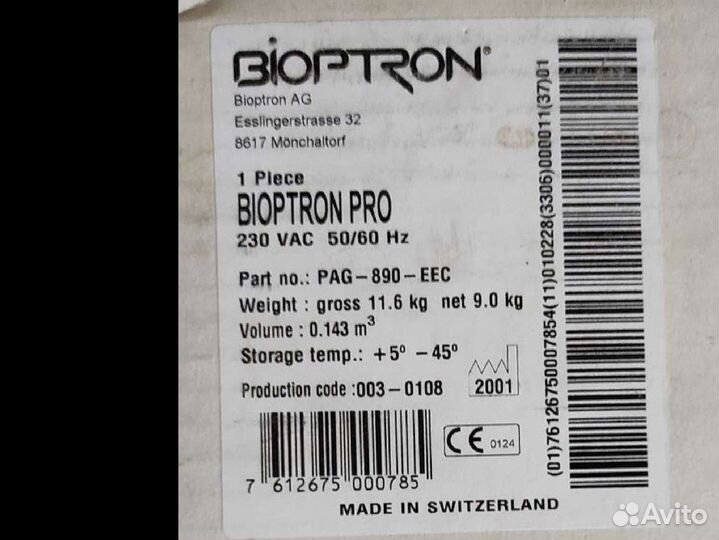 BIOPTRON®
Bioptron AG
Esslingerstrasse 32
8617 Mönchaltorf
1 Piece
BIOPTRON PRO
230 VAC 50/60 Hz
Part no.: PAG-890-EEC
Weight : gross 11.6 kg net 9.0 kg
Volume : 0.143 m³
Storage temp.: +5º -45º
2001
Production code :003-0108
CE 0124
7 612675 000785
MADE IN SWITZERLAND
(01)76126750007854(11)010228(3306)000011(37)01
Avito